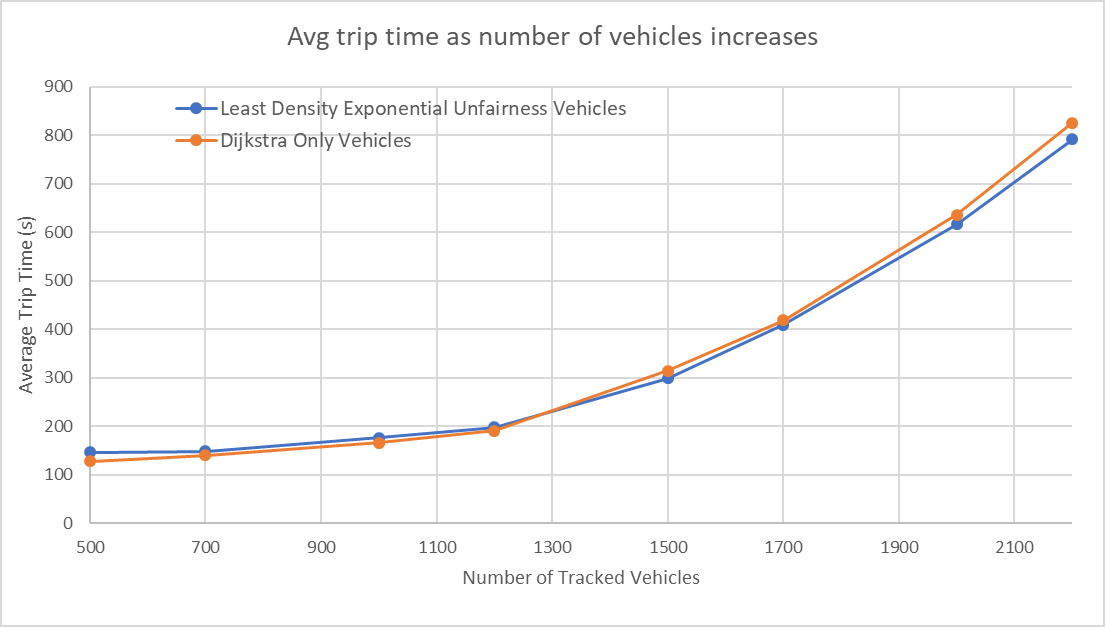 Avg trip time as number of vehicles increases
900
Least Density Exponential Unfairness Vehicles
Dijkstra Only Vehicles
800
700
600
500
400
300
200
100
0
Average Trip Time (s)
500 700 900 1100 1300 1500 1700 1900 2100
Number of Tracked Vehicles